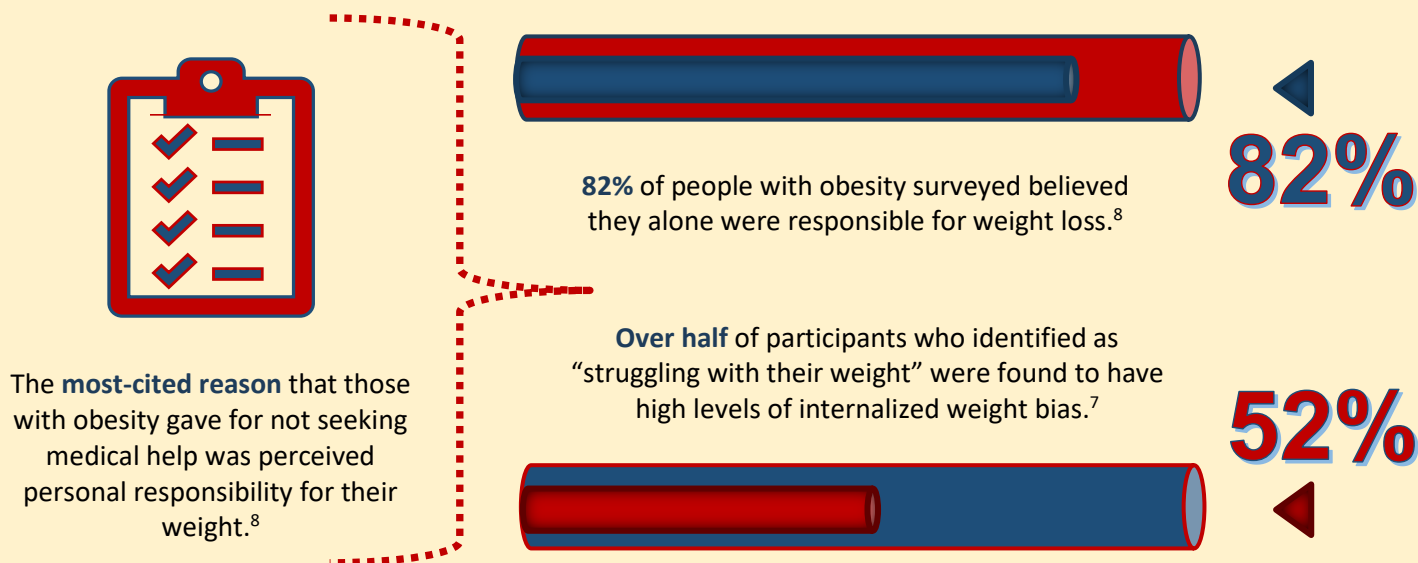 The most-cited reason that those
with obesity gave for not seeking
medical help was perceived
personal responsibility for their
weight.8
82%
82% of people with obesity surveyed believed
they alone were responsible for weight loss.8
Over half of participants who identified as
“struggling with their weight” were found to have
high levels of internalized weight bias.7
52%